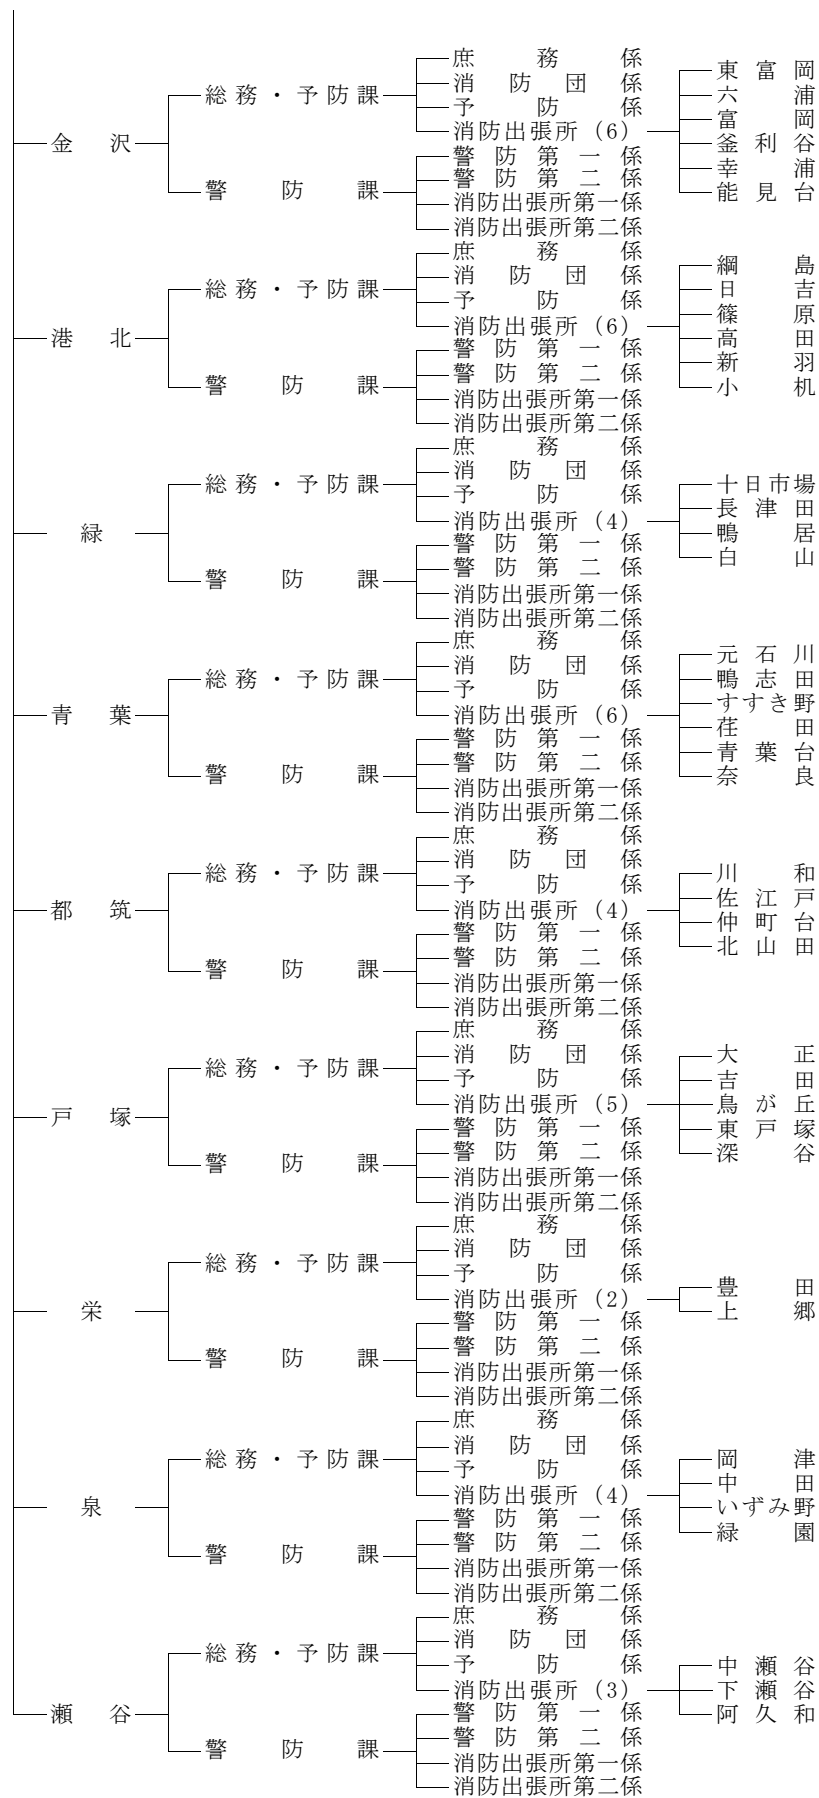 金沢
総務・予防課
庶務係
消防団係
予防係
消防出張所（6）
東富岡
六浦
富岡
釜利谷
幸浦
能見台
警防課
警防第一係
警防第二係
消防出張所第一係
消防出張所第二係
港北
総務・予防課
庶務係
消防団係
予防係
消防出張所（6）
綱島
日吉
篠原
高田
新羽
小机
警防課
警防第一係
警防第二係
消防出張所第一係
消防出張所第二係
緑
総務・予防課
庶務係
消防団係
予防係
消防出張所（4）
十日市場
長津田
鴨居
白山
警防課
警防第一係
警防第二係
消防出張所第一係
消防出張所第二係
青葉
総務・予防課
庶務係
消防団係
予防係
消防出張所（6）
元石川
鴨志田
すすき野
荏田
青葉台
奈良
警防課
警防第一係
警防第二係
消防出張所第一係
消防出張所第二係
都筑
総務・予防課
庶務係
消防団係
予防係
消防出張所（4）
川和
佐江戸
仲町台
北山田
警防課
警防第一係
警防第二係
消防出張所第一係
消防出張所第二係
戸塚
総務・予防課
庶務係
消防団係
予防係
消防出張所（5）
大正
吉田
鳥が丘
東戸塚
深谷
警防課
警防第一係
警防第二係
消防出張所第一係
消防出張所第二係
栄
総務・予防課
庶務係
消防団係
予防係
消防出張所（2）
豊田
上郷
警防課
警防第一係
警防第二係
消防出張所第一係
消防出張所第二係
泉
総務・予防課
庶務係
消防団係
予防係
消防出張所（4）
岡津
中田
いずみ野
緑園
警防課
警防第一係
警防第二係
消防出張所第一係
消防出張所第二係
瀬谷
総務・予防課
庶務係
消防団係
予防係
消防出張所（3）
中瀬谷
下瀬谷
阿久和
警防課
警防第一係
警防第二係
消防出張所第一係
消防出張所第二係